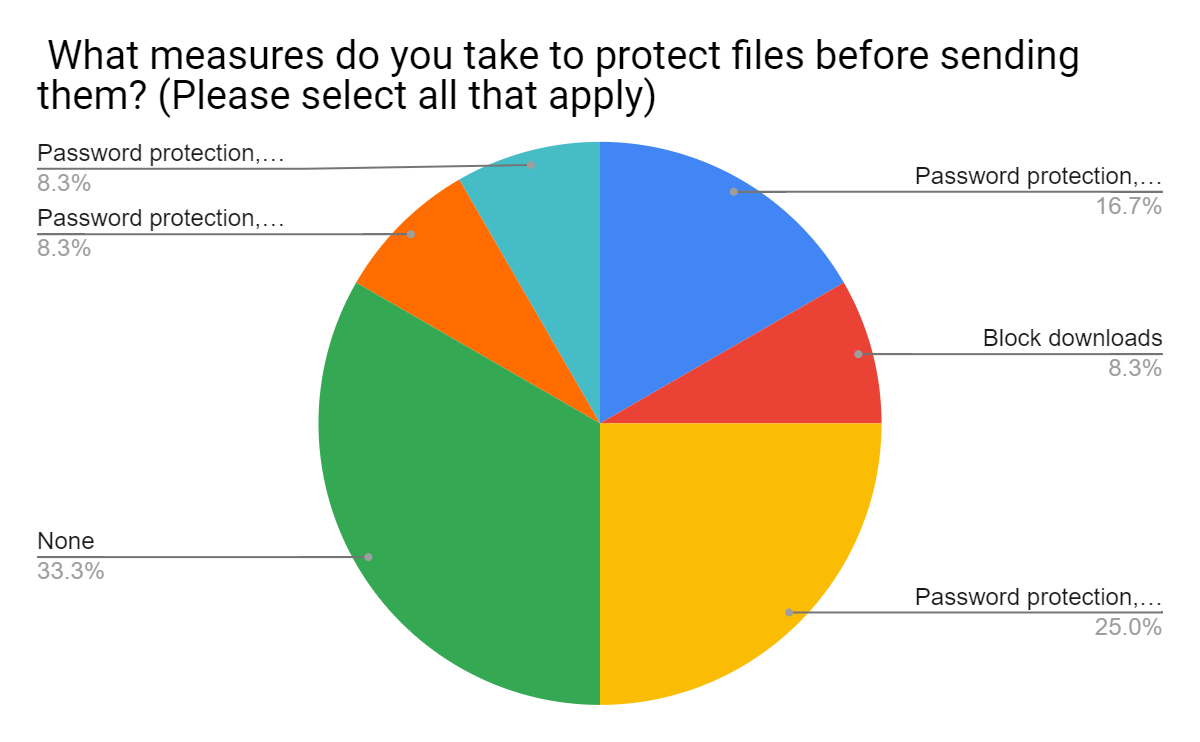 What measures do you take to protect files before sending
them? (Please select all that apply)
Password protection,…
8.3%
Password protection,…
8.3%
None
33.3%
Password protection,…
16.7%
Block downloads
8.3%
Password protection,…
25.0%